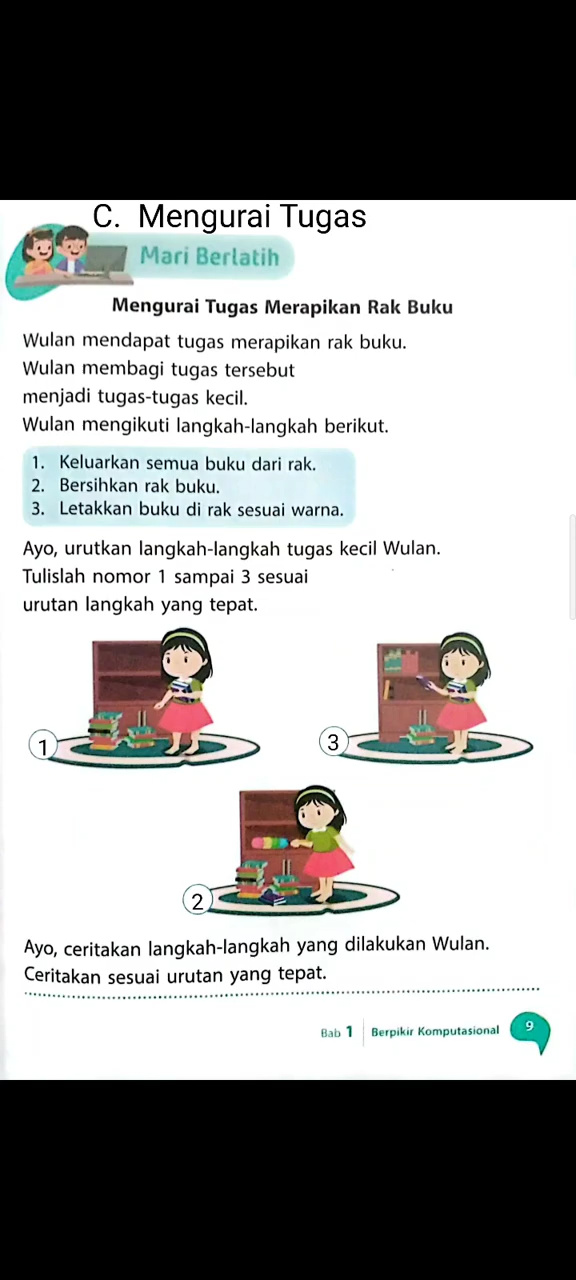 C. Mengurai Tugas
Mari Berlatih
Mengurai Tugas Merapikan Rak Buku
Wulan mendapat tugas merapikan rak buku.
Wulan membagi tugas tersebut
menjadi tugas-tugas kecil.
Wulan mengikuti langkah-langkah berikut.
1. Keluarkan semua buku dari rak.
2. Bersihkan rak buku.
3. Letakkan buku di rak sesuai warna.
Ayo, urutkan langkah-langkah tugas kecil Wulan.
Tulislah nomor 1 sampai 3 sesuai
urutan langkah yang tepat.
1
3
2
Ayo, ceritakan langkah-langkah yang dilakukan Wulan.
Ceritakan sesuai urutan yang tepat.
Bab 1 Berpikir Komputasional 9